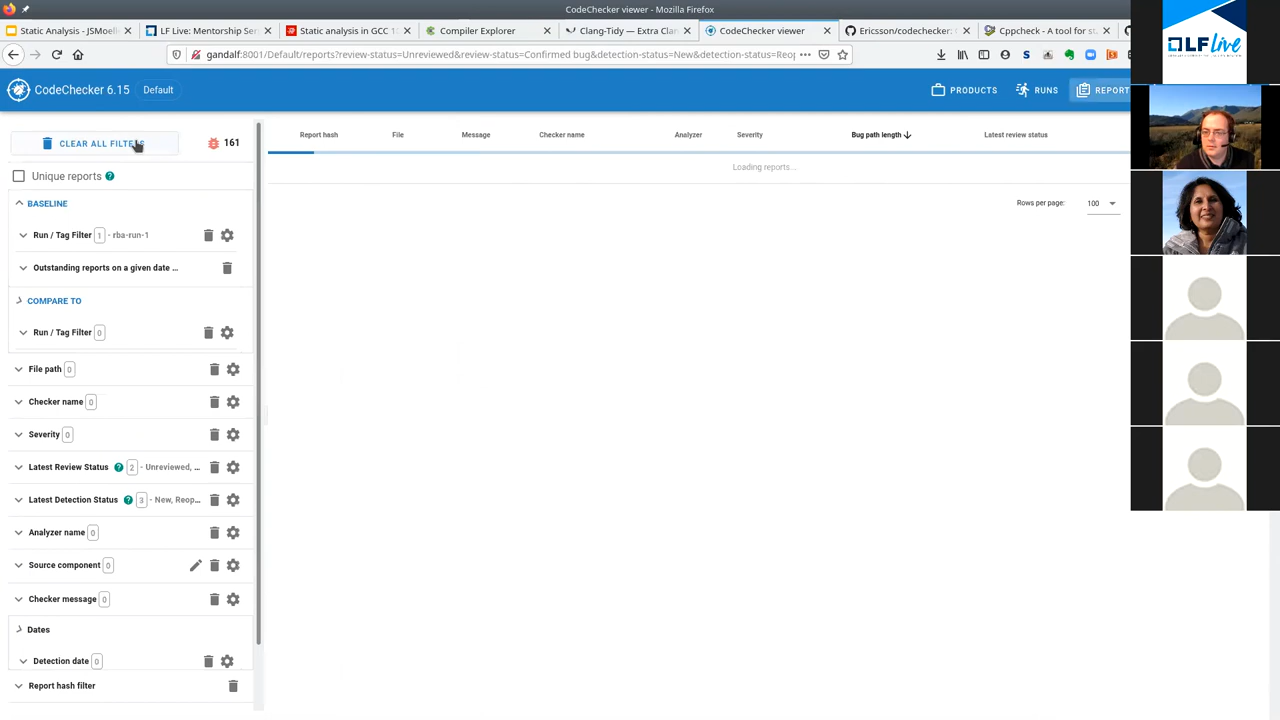 CodeChecker viewer - Mozilla Firefox
Static Analysis - JSMoell
LF Live: Mentorship Ser
Static analysis in GCC 1
Compiler Explorer
Clang-Tidy — Extra Clan
CodeChecker viewer
Ericsson/codechecker:
Cppcheck - A tool for st
gandalf:8001/Default/reports?review-status=Unreviewed&review-status=Confirmed bug&detection-status=New&detection-status=Reop
CodeChecker 6.15
Default
PRODUCTS
RUNS
REPORT
LF live
CLEAR ALL FILTERS
161
Unique reports
BASELINE
Run / Tag Filter 1 - rba-run-1
Outstanding reports on a given date ...
COMPARE TO
Run / Tag Filter 0
File path 0
Checker name 0
Severity 0
Latest Review Status 2 - Unreviewed, ...
Latest Detection Status 3 - New, Reop...
Analyzer name 0
Source component 0
Checker message 0
Dates
Detection date 0
Report hash filter
Report hash
File
Message
Checker name
Analyzer
Severity
Bug path length
Latest review status
Loading reports...
Rows per page: 100